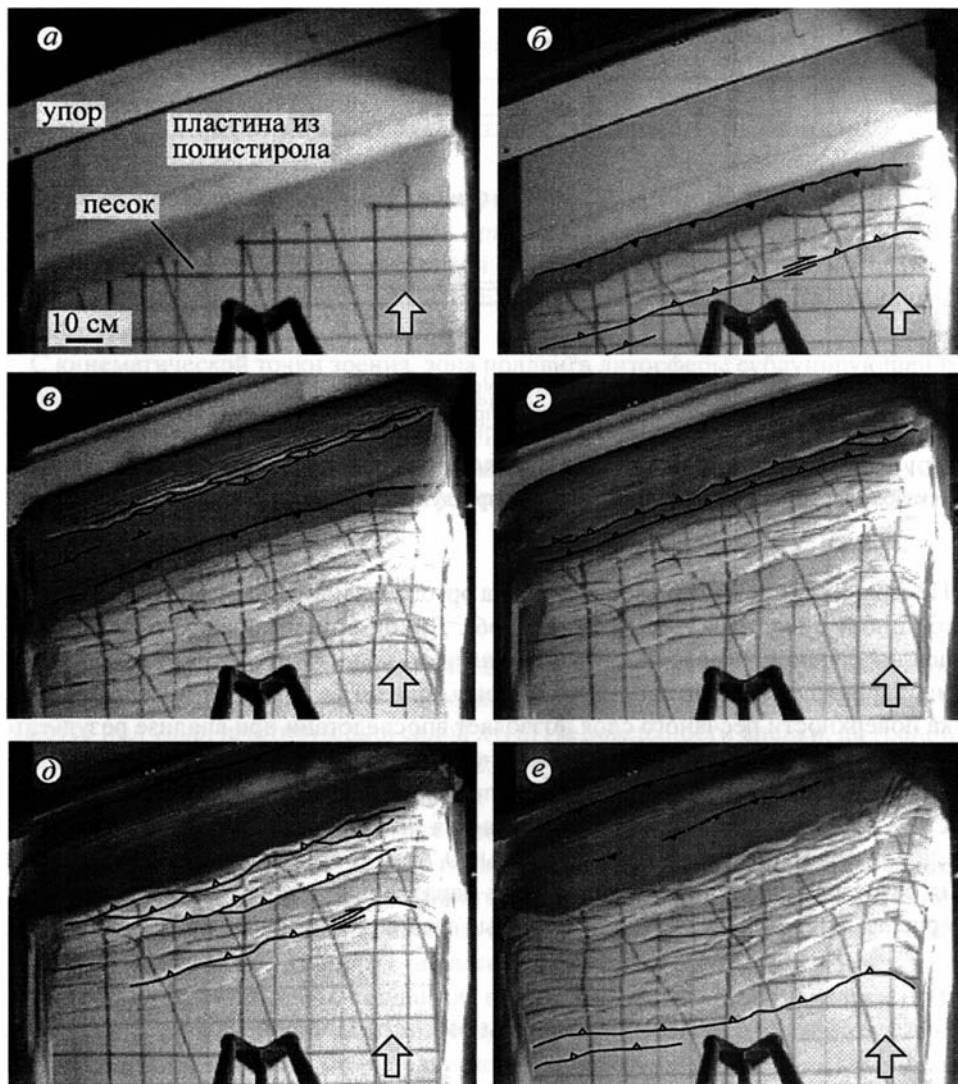 а
б
упор
пластина из
полистирола
песок
10 см
в
г
д
е